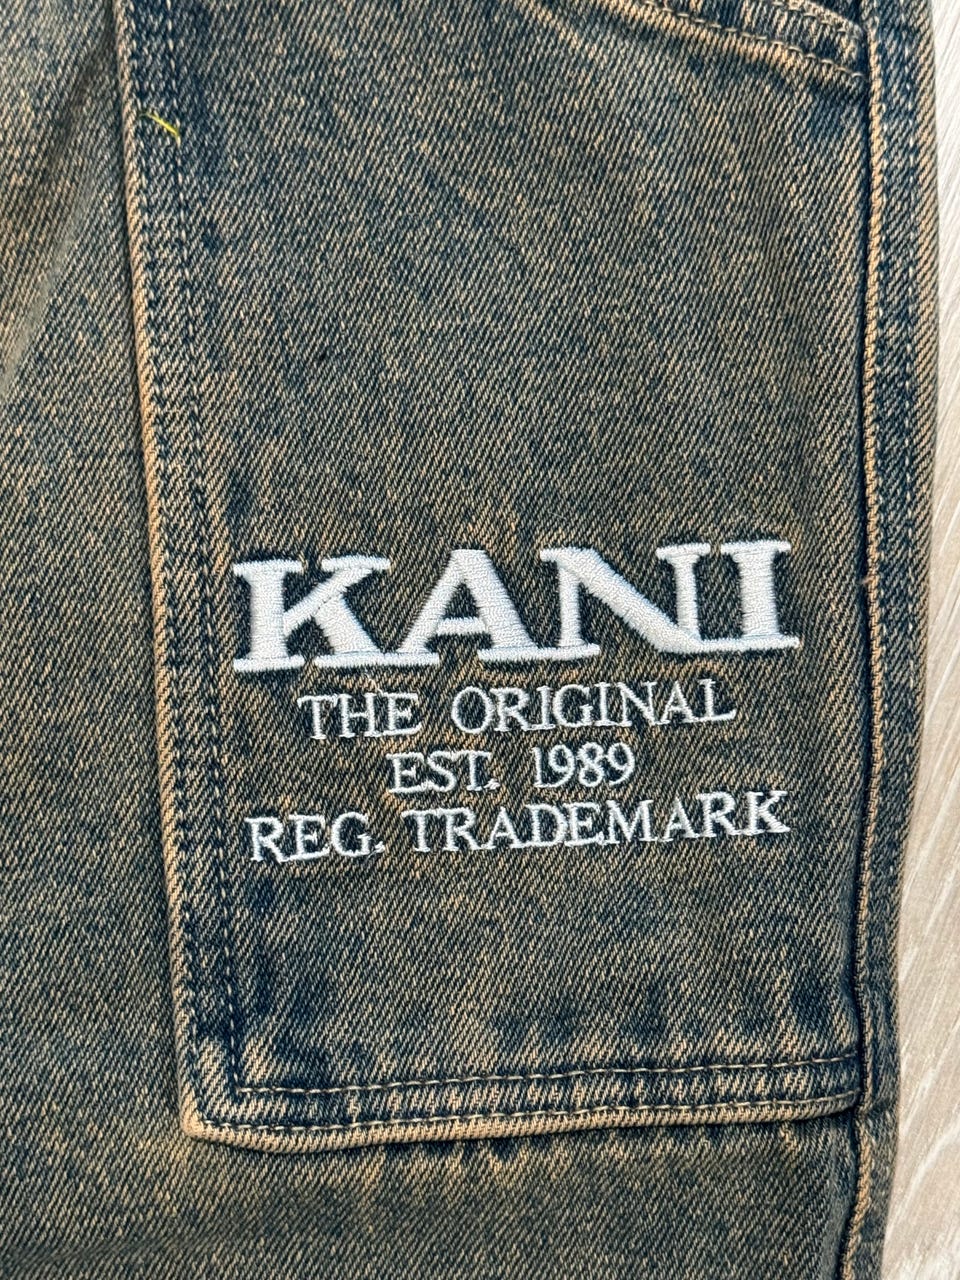 KANI
THE ORIGINAL
EST. 1989
REG. TRADEMARK